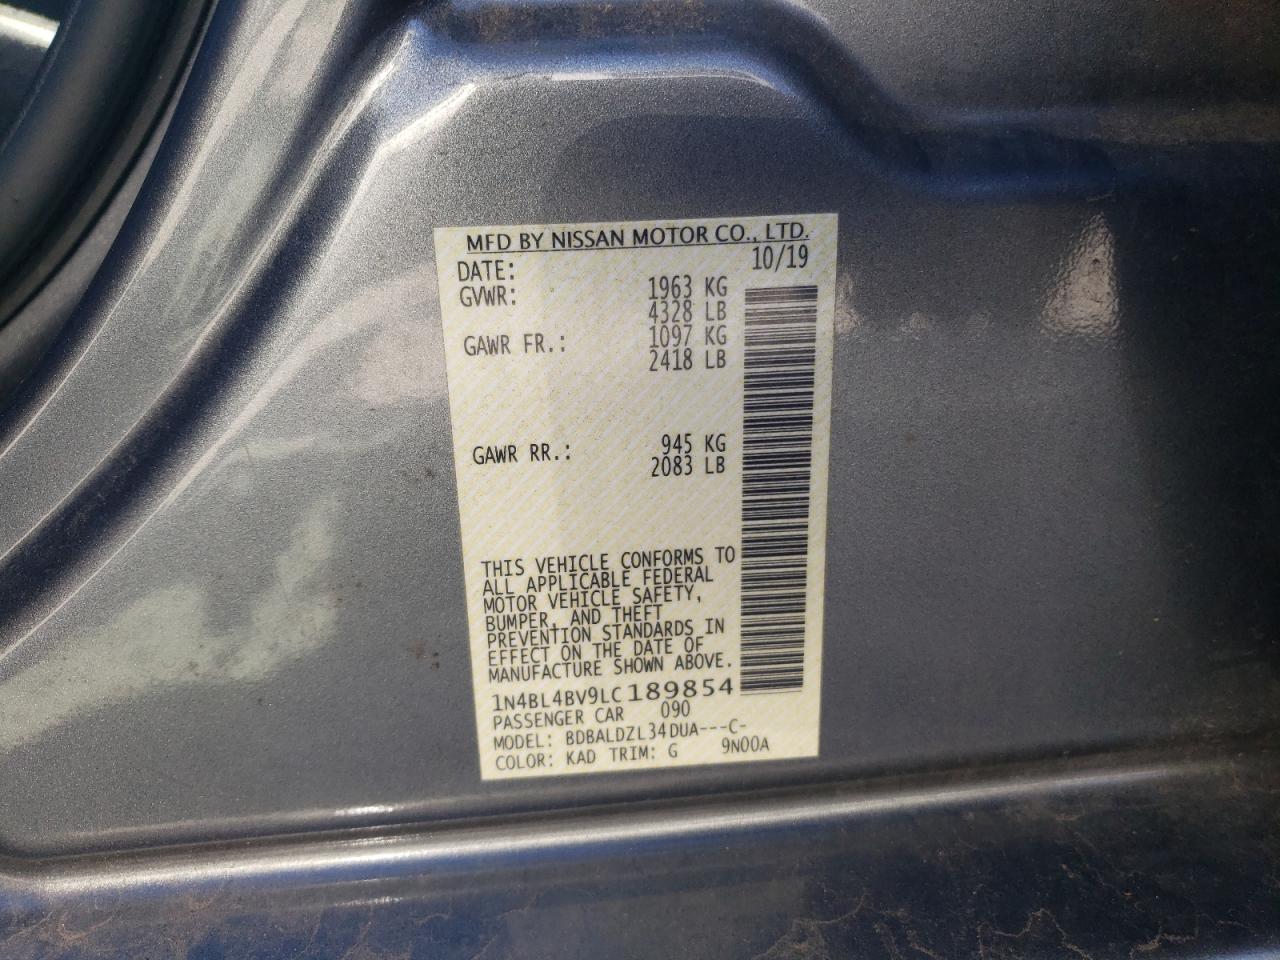 MFD BY NISSAN MOTOR CO., LTD.
DATE: 10/19
GVWR: 1963 KG
4328 LB
GAWR FR.: 1097 KG
2418 LB
GAWR RR.: 945 KG
2083 LB
THIS VEHICLE CONFORMS TO
ALL APPLICABLE FEDERAL
MOTOR VEHICLE SAFETY,
BUMPER, AND THEFT
PREVENTION STANDARDS IN
EFFECT ON THE DATE OF
MANUFACTURE SHOWN ABOVE.
1N4BL4BV9LC189854
PASSENGER CAR 090
MODEL: BDBALDZL34DUA---C-
COLOR: KAD TRIM: G 9N00A